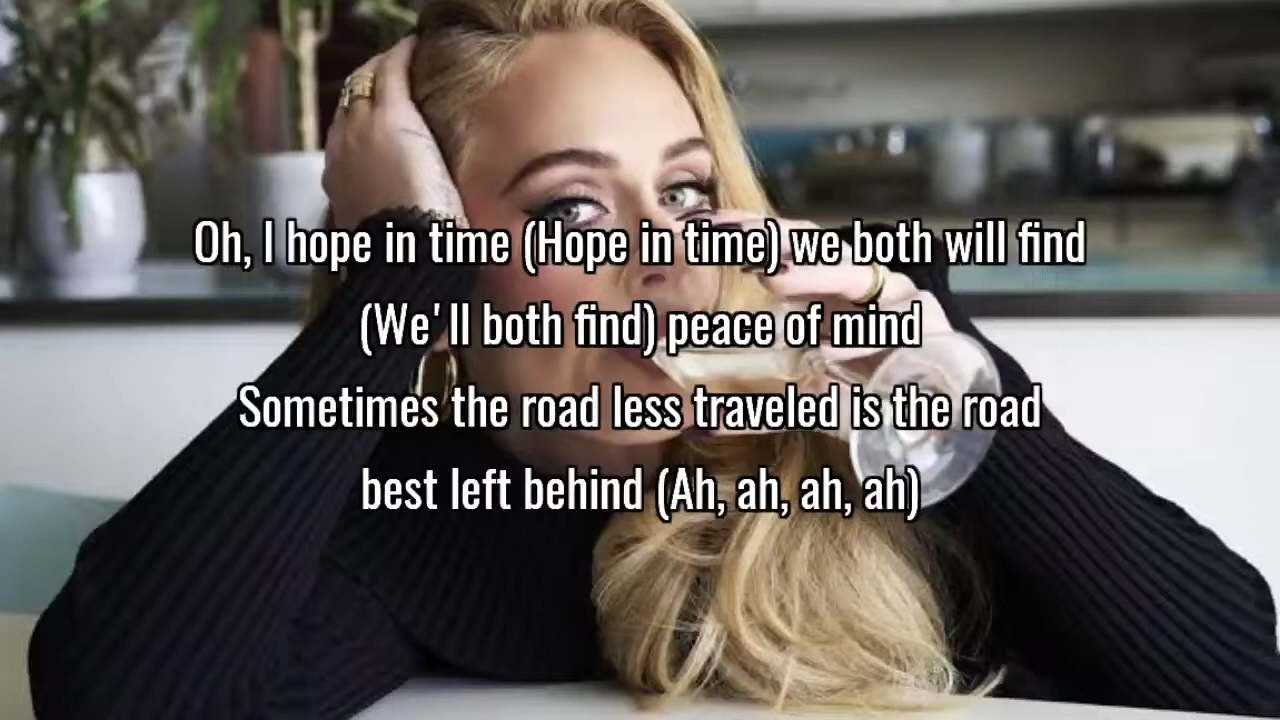 Oh, I hope in time (Hope in time) we both will find
(We'll both find) peace of mind
Sometimes the road less traveled is the road
best left behind (Ah, ah, ah, ah)